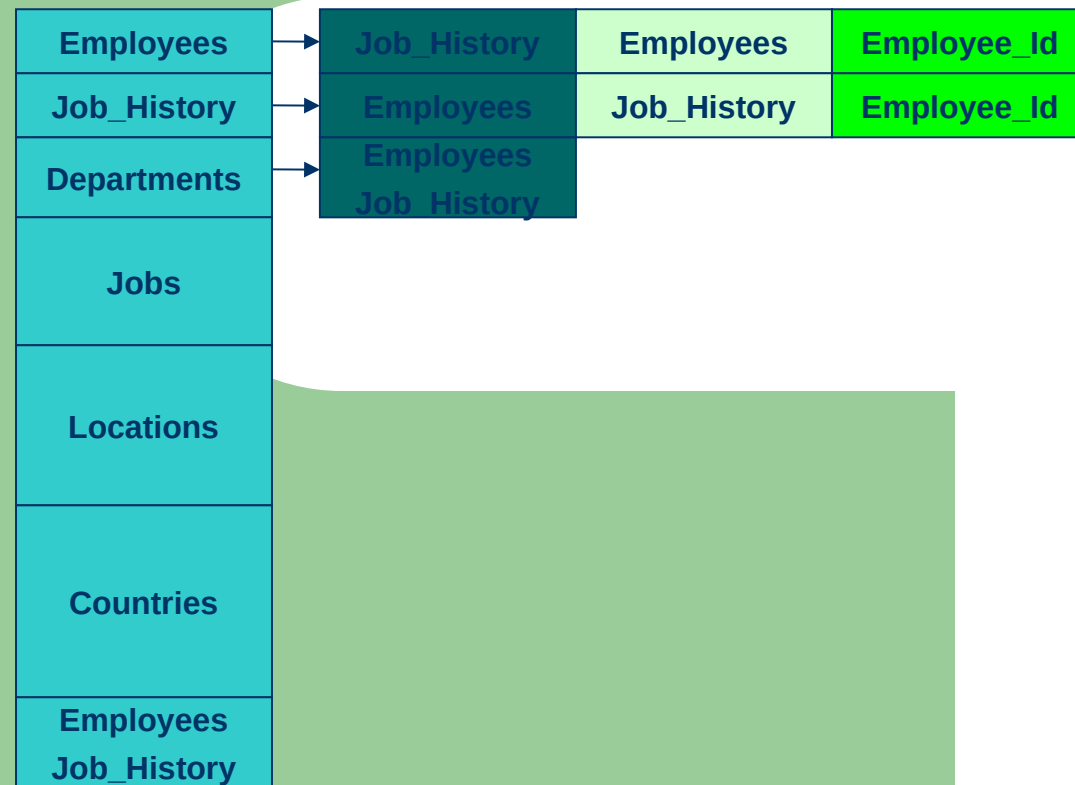 Employees Job_History Employees Employee_Id
Job_History Employees Job_History Employee_Id
Departments Employees
Job_History
Jobs
Locations
Countries
Employees
Job_History